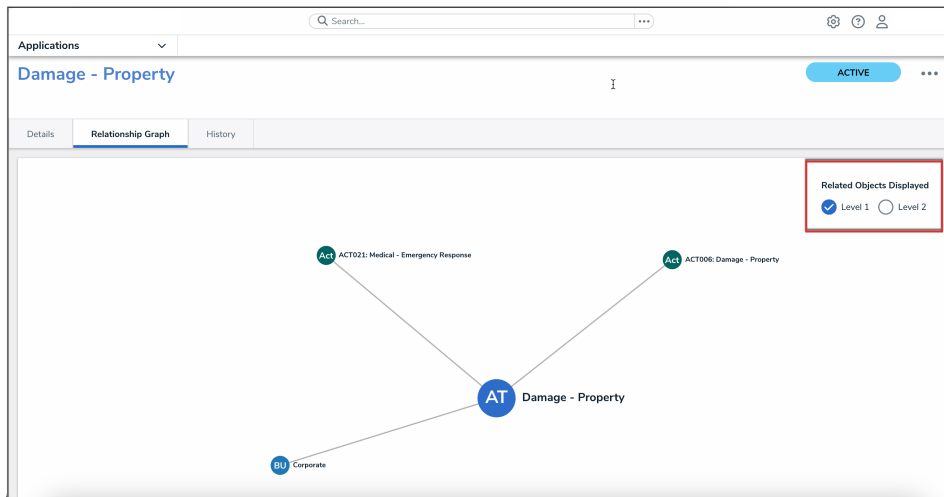 Search...
Applications
Damage - Property
ACTIVE
Details
Relationship Graph
History
Related Objects Displayed
Level 1
Level 2
Act
ACT021: Medical - Emergency Response
Act
ACT006: Damage - Property
AT
Damage - Property
BU
Corporate